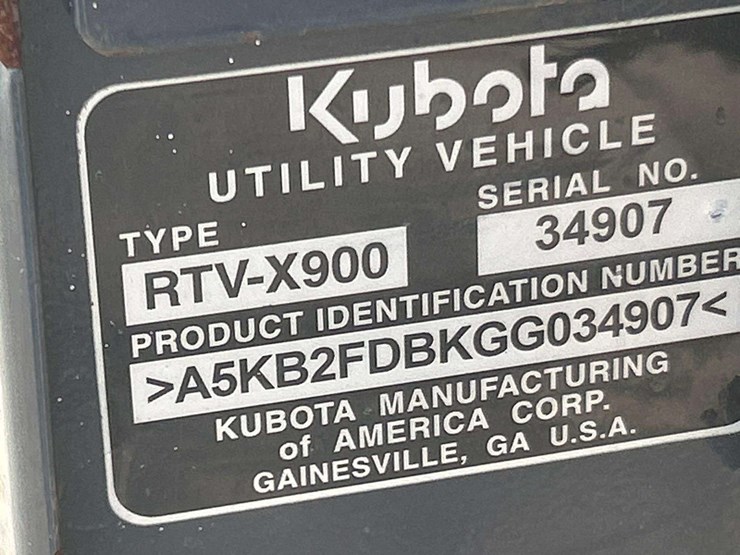 Kubota
UTILITY VEHICLE
TYPE
SERIAL NO.
RTV-X900
34907
PRODUCT IDENTIFICATION NUMBER
>A5KB2FDBKGG034907<
KUBOTA MANUFACTURING
of AMERICA CORP.
GAINESVILLE, GA U.S.A.